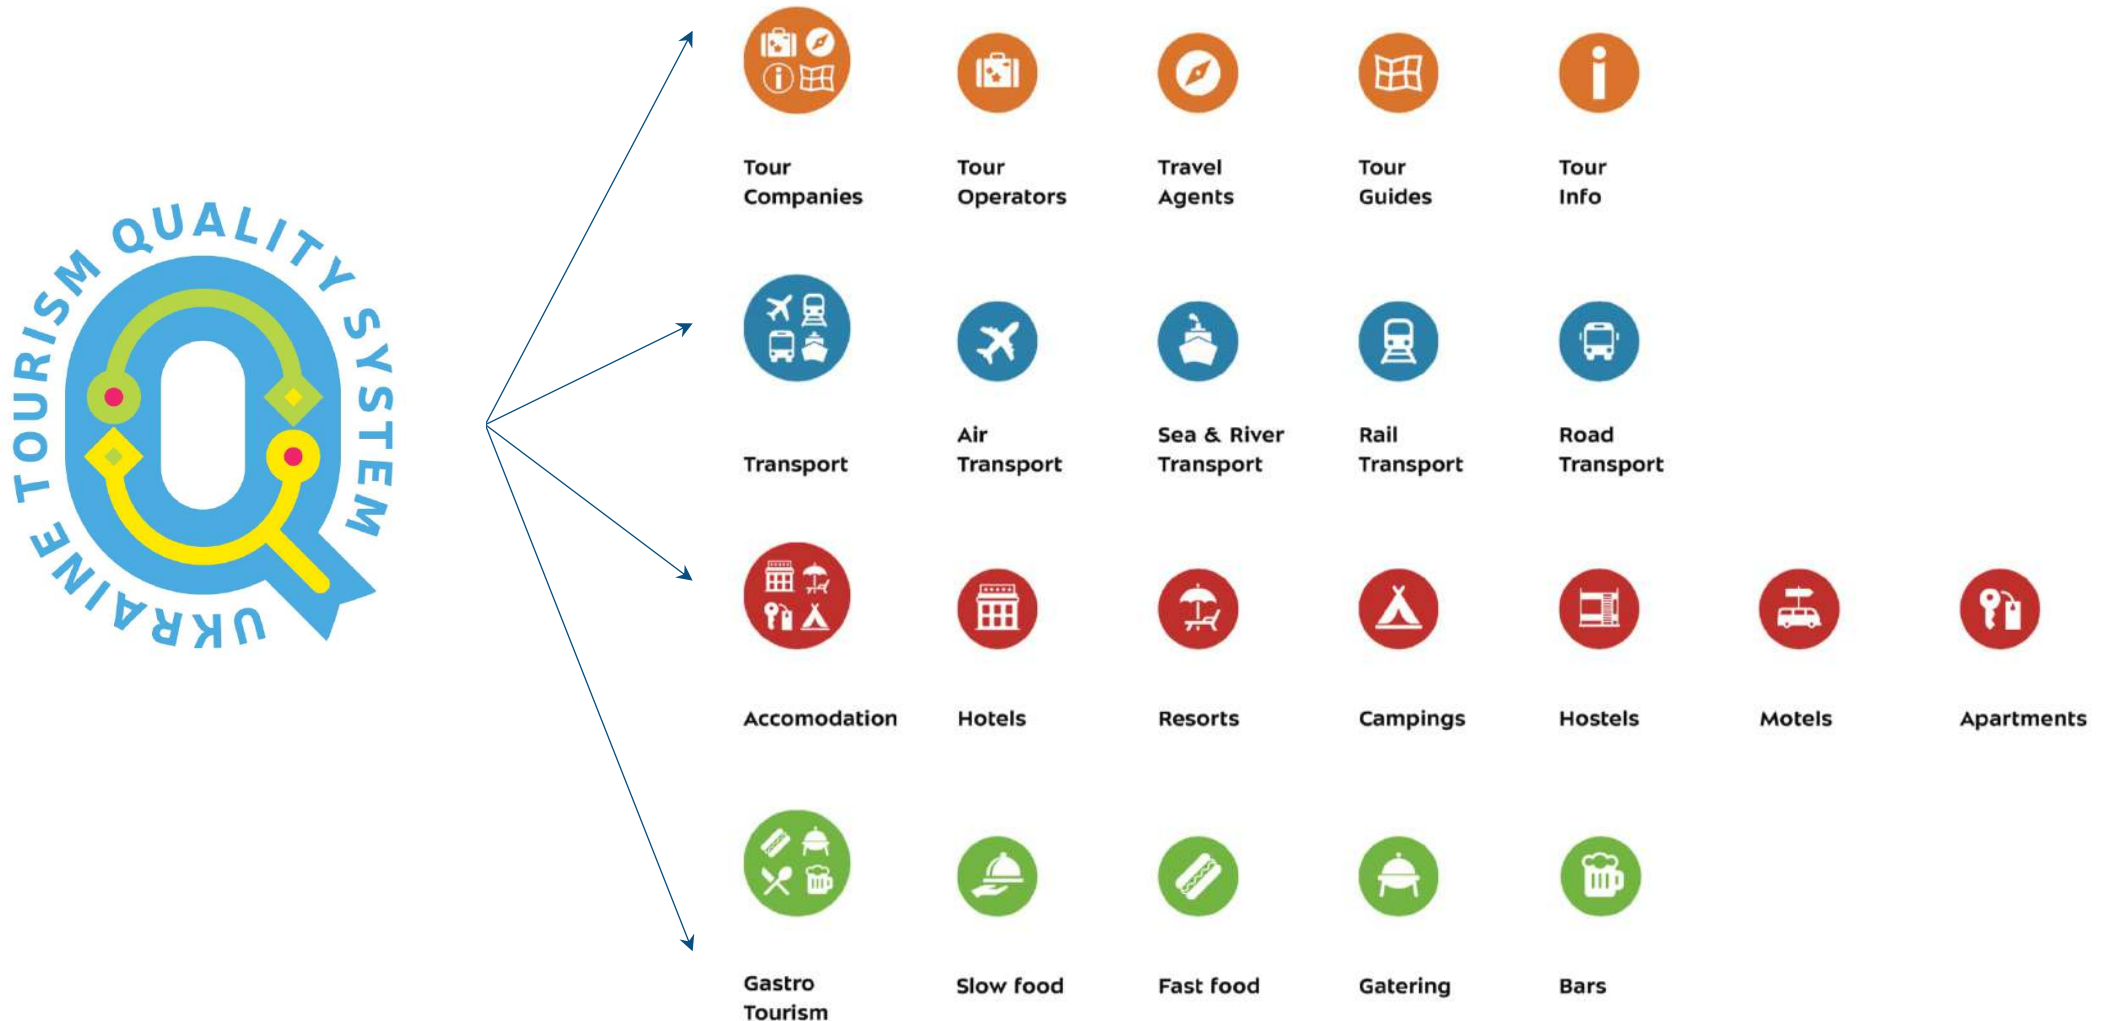 UKRAINE TOURISM QUALITY SYSTEM
Tour
Companies
Tour
Operators
Travel
Agents
Tour
Guides
Tour
Info
Transport
Air
Transport
Sea & River
Transport
Rail
Transport
Road
Transport
Accomodation
Hotels
Resorts
Campings
Hostels
Motels
Apartments
Gastro
Tourism
Slow food
Fast food
Gatering
Bars